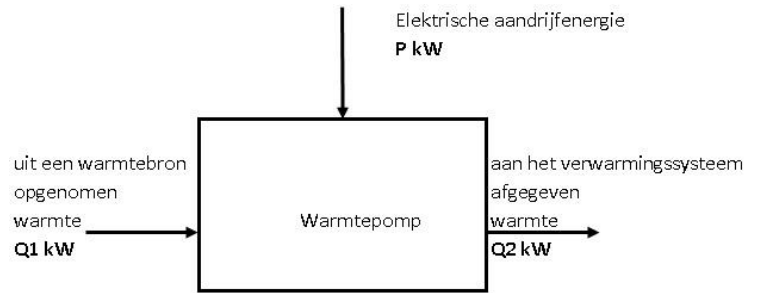 Elektrische aandrijfenergie
P kW
uit een warmtebron
opgenomen
warmte
Q1 kW
Warmtepomp
aan het verwarmingssysteem
afgegeven
warmte
Q2 kW